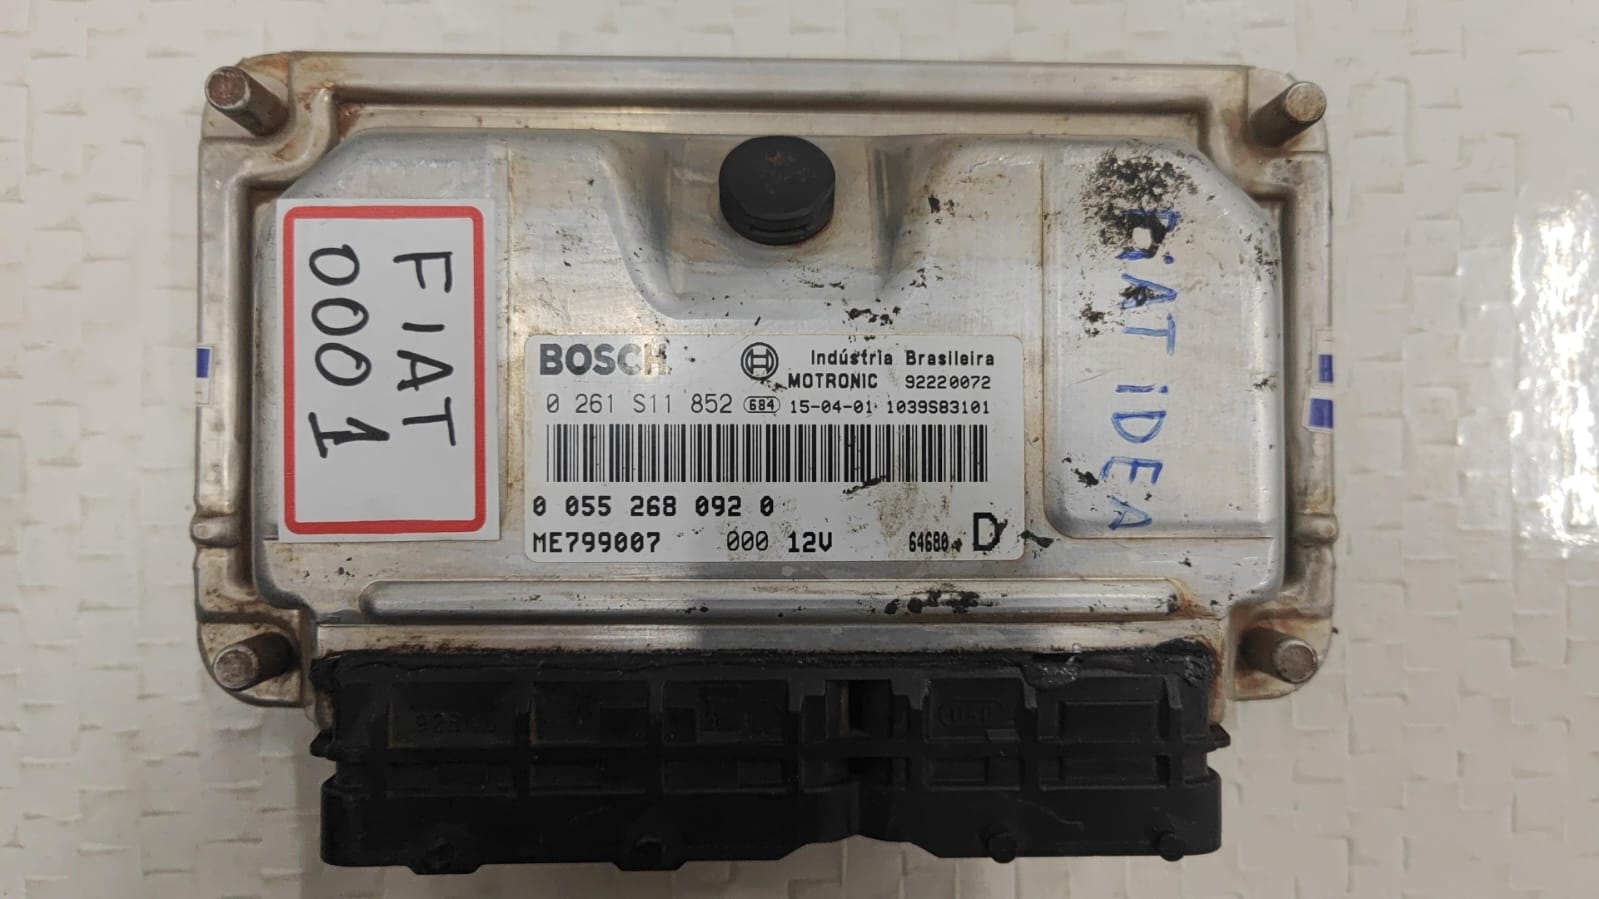 FIAT
0001
BOSCH
Indústria Brasileira
MOTRONIC 92220072
0 261 S11 852 684 15-04-01 1039S83101
0 055 268 092 0
ME799007 000 12V 64680 D
FIAT iDEA